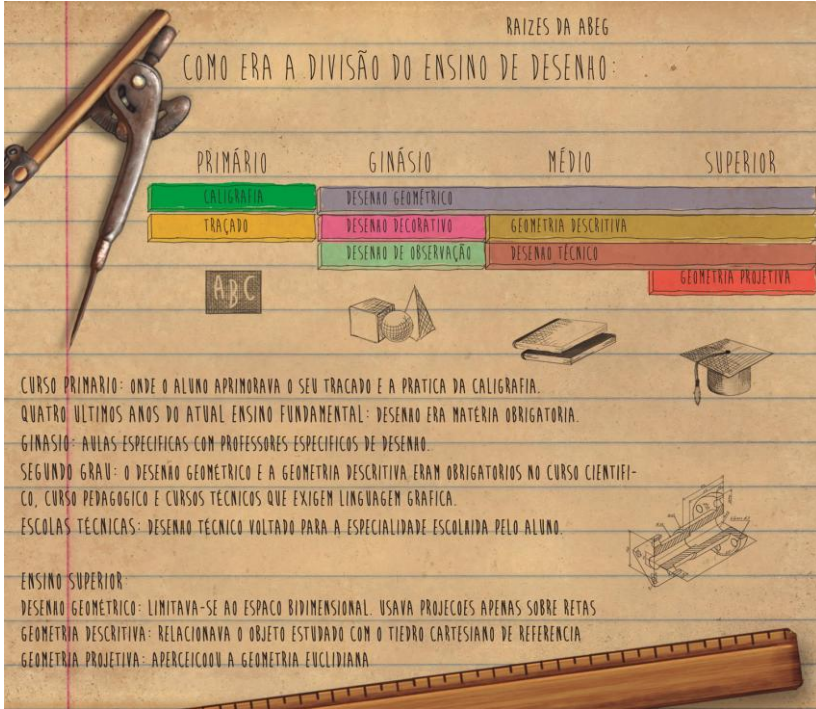 RAIZES DA ABEG
COMO ERA A DIVISÃO DO ENSINO DE DESENHO:
PRIMÁRIO GINÁSIO MÉDIO SUPERIOR
CALIGRAFIA DESENHO GEOMÉTRICO
TRAÇADO DESENHO DECORATIVO GEOMETRIA DESCRITIVA
DESENHO DE OBSERVAÇÃO DESENHO TÉCNICO
GEOMETRIA PROJETIVA
ABC
CURSO PRIMARIO: ONDE O ALUNO APRIMORAVA O SEU TRACADO E A PRATICA DA CALIGRAFIA.
QUATRO ULTIMOS ANOS DO ATUAL ENSINO FUNDAMENTAL: DESENHO ERA MATERIA OBRIGATORIA.
GINASIO: AULAS ESPECIFICAS COM PROFESSORES ESPECIFICOS DE DESENHO.
SEGUNDO GRAU: O DESENHO GEOMÉTRICO E A GEOMETRIA DESCRITIVA ERAM OBRIGATORIOS NO CURSO CIENTIFI-
CO, CURSO PEDAGOGICO E CURSOS TÉCNICOS QUE EXIGEM LINGUAGEM GRAFICA.
ESCOLAS TÉCNICAS: DESENHO TÉCNICO VOLTADO PARA A ESPECIALIDADE ESCOLHIDA PELO ALUNO.
ENSINO SUPERIOR
DESENHO GEOMÉTRICO: LIMITAVA-SE AO ESPACO BIDIMENSIONAL. USAVA PROJECOES APENAS SOBRE RETAS
GEOMETRIA DESCRITIVA: RELACIONAVA O OBJETO ESTUDADO COM O TIEDRO CARTESIANO DE REFERENCIA
GEOMETRIA PROJETIVA: APERCEICOOU A GEOMETRIA EUCLIDIANA